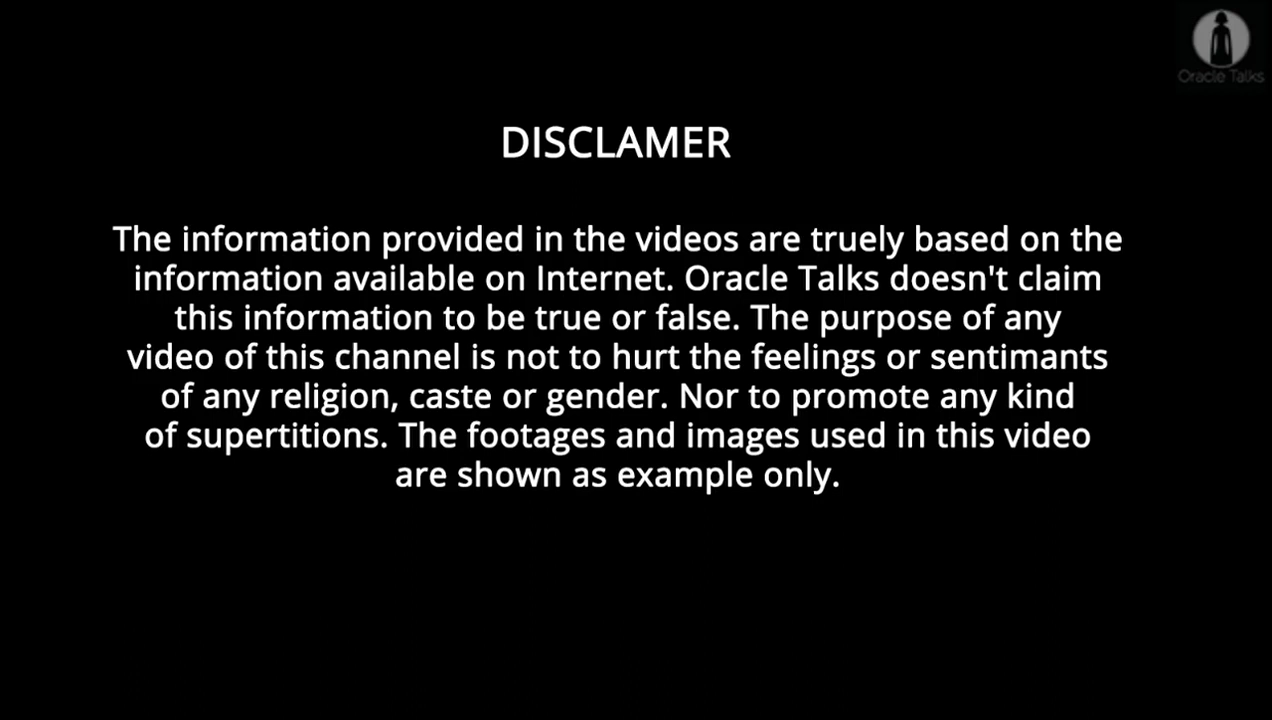 Oracle Talks
DISCLAMER
The information provided in the videos are truely based on the
information available on Internet. Oracle Talks doesn't claim
this information to be true or false. The purpose of any
video of this channel is not to hurt the feelings or sentimants
of any religion, caste or gender. Nor to promote any kind
of supertitions. The footages and images used in this video
are shown as example only.